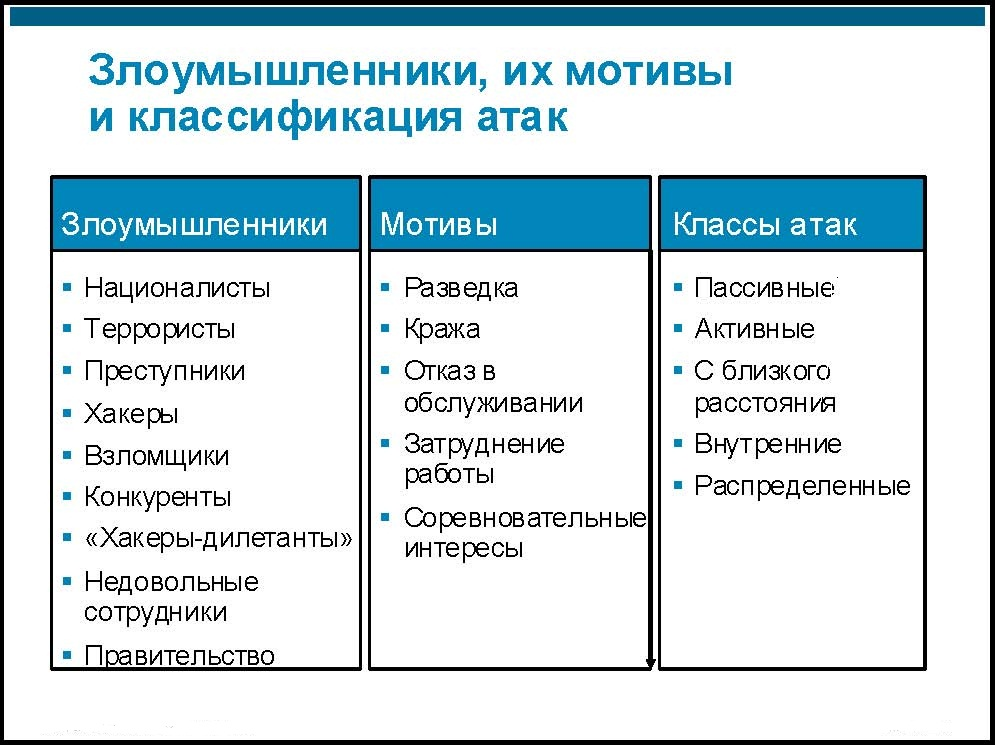 Злоумышленники, их мотивы
и классификация атак
Злоумышленники
Националисты
Террористы
Преступники
Хакеры
Взломщики
Конкуренты
«Хакеры-дилетанты»
Недовольные
сотрудники
Правительство
Мотивы
Разведка
Кража
Отказ в
обслуживании
Затруднение
работы
Соревновательные
интересы
Классы атак
Пассивные
Активные
С близкого
расстояния
Внутренние
Распределенные